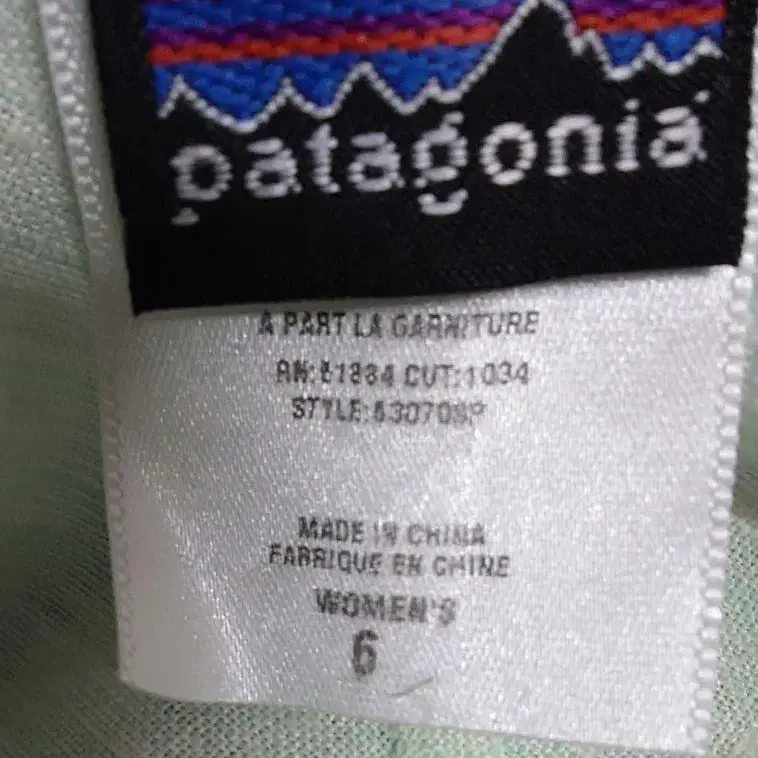 patagonia
A PART LA GARNITURE
RN:51884 CUT:1034
STYLE:53070SP
MADE IN CHINA
FABRIQUE EN CHINE
WOMEN'S
6